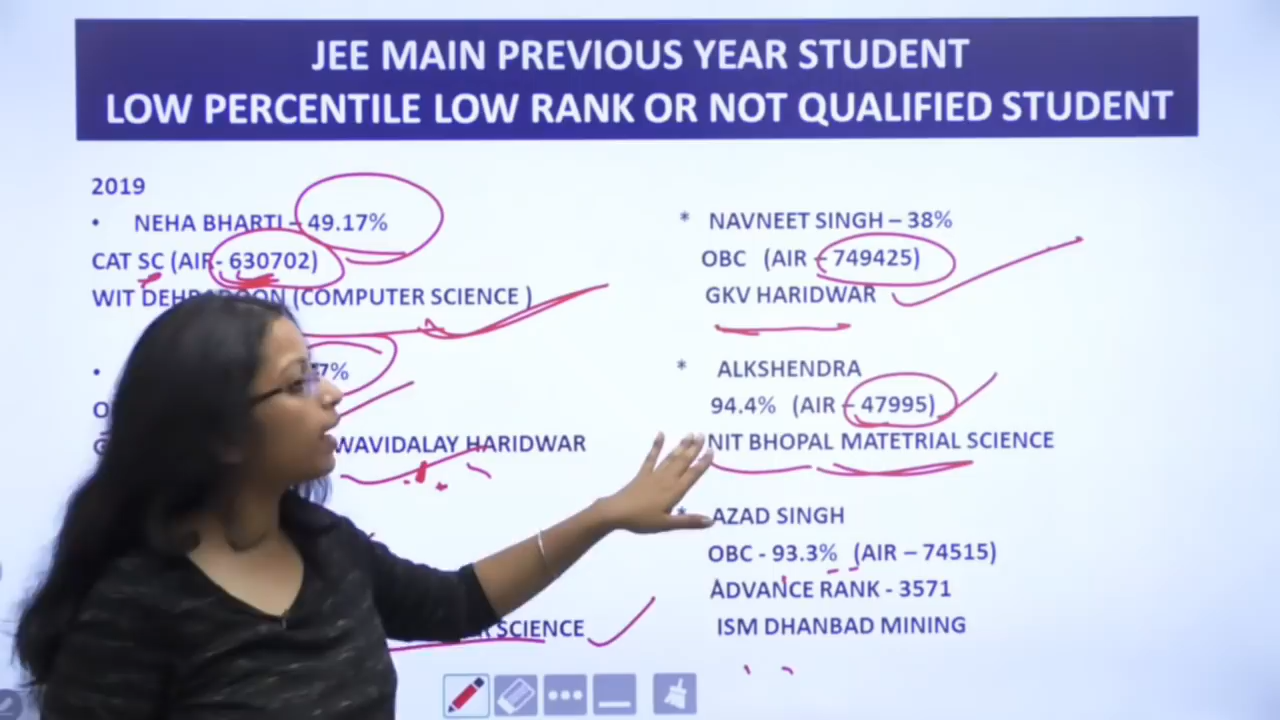 JEE MAIN PREVIOUS YEAR STUDENT
LOW PERCENTILE LOW RANK OR NOT QUALIFIED STUDENT
2019
• NEHA BHARTI – 49.17%
CAT SC (AIR- 630702)
WIT DEHRADOON (COMPUTER SCIENCE )
• 7%
WAVIDALAY HARIDWAR
SCIENCE
* NAVNEET SINGH – 38%
OBC (AIR – 749425)
GKV HARIDWAR
* ALKSHENDRA
94.4% (AIR – 47995)
NIT BHOPAL MATETRIAL SCIENCE
* AZAD SINGH
OBC - 93.3% (AIR – 74515)
ADVANCE RANK - 3571
ISM DHANBAD MINING